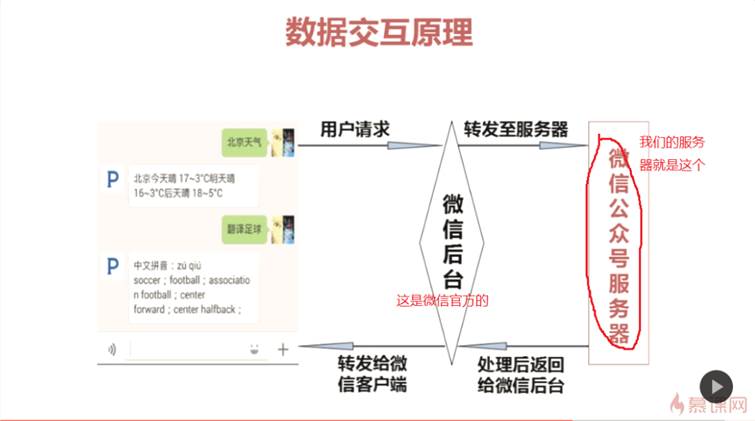 数据交互原理
用户请求
转发至服务器
我们的服务
器就是这个
北京天气
P
北京今天晴 17~3°C明天晴
16~3°C后天晴 18~5°C
翻译足球
P
中文拼音：zú qiú
soccer；football；associatio
n football；center
forward；center halfback；
微信后台
这是微信官方的
微信公众号服务器
转发给微
信客户端
处理后返回
给微信后台
慕课网